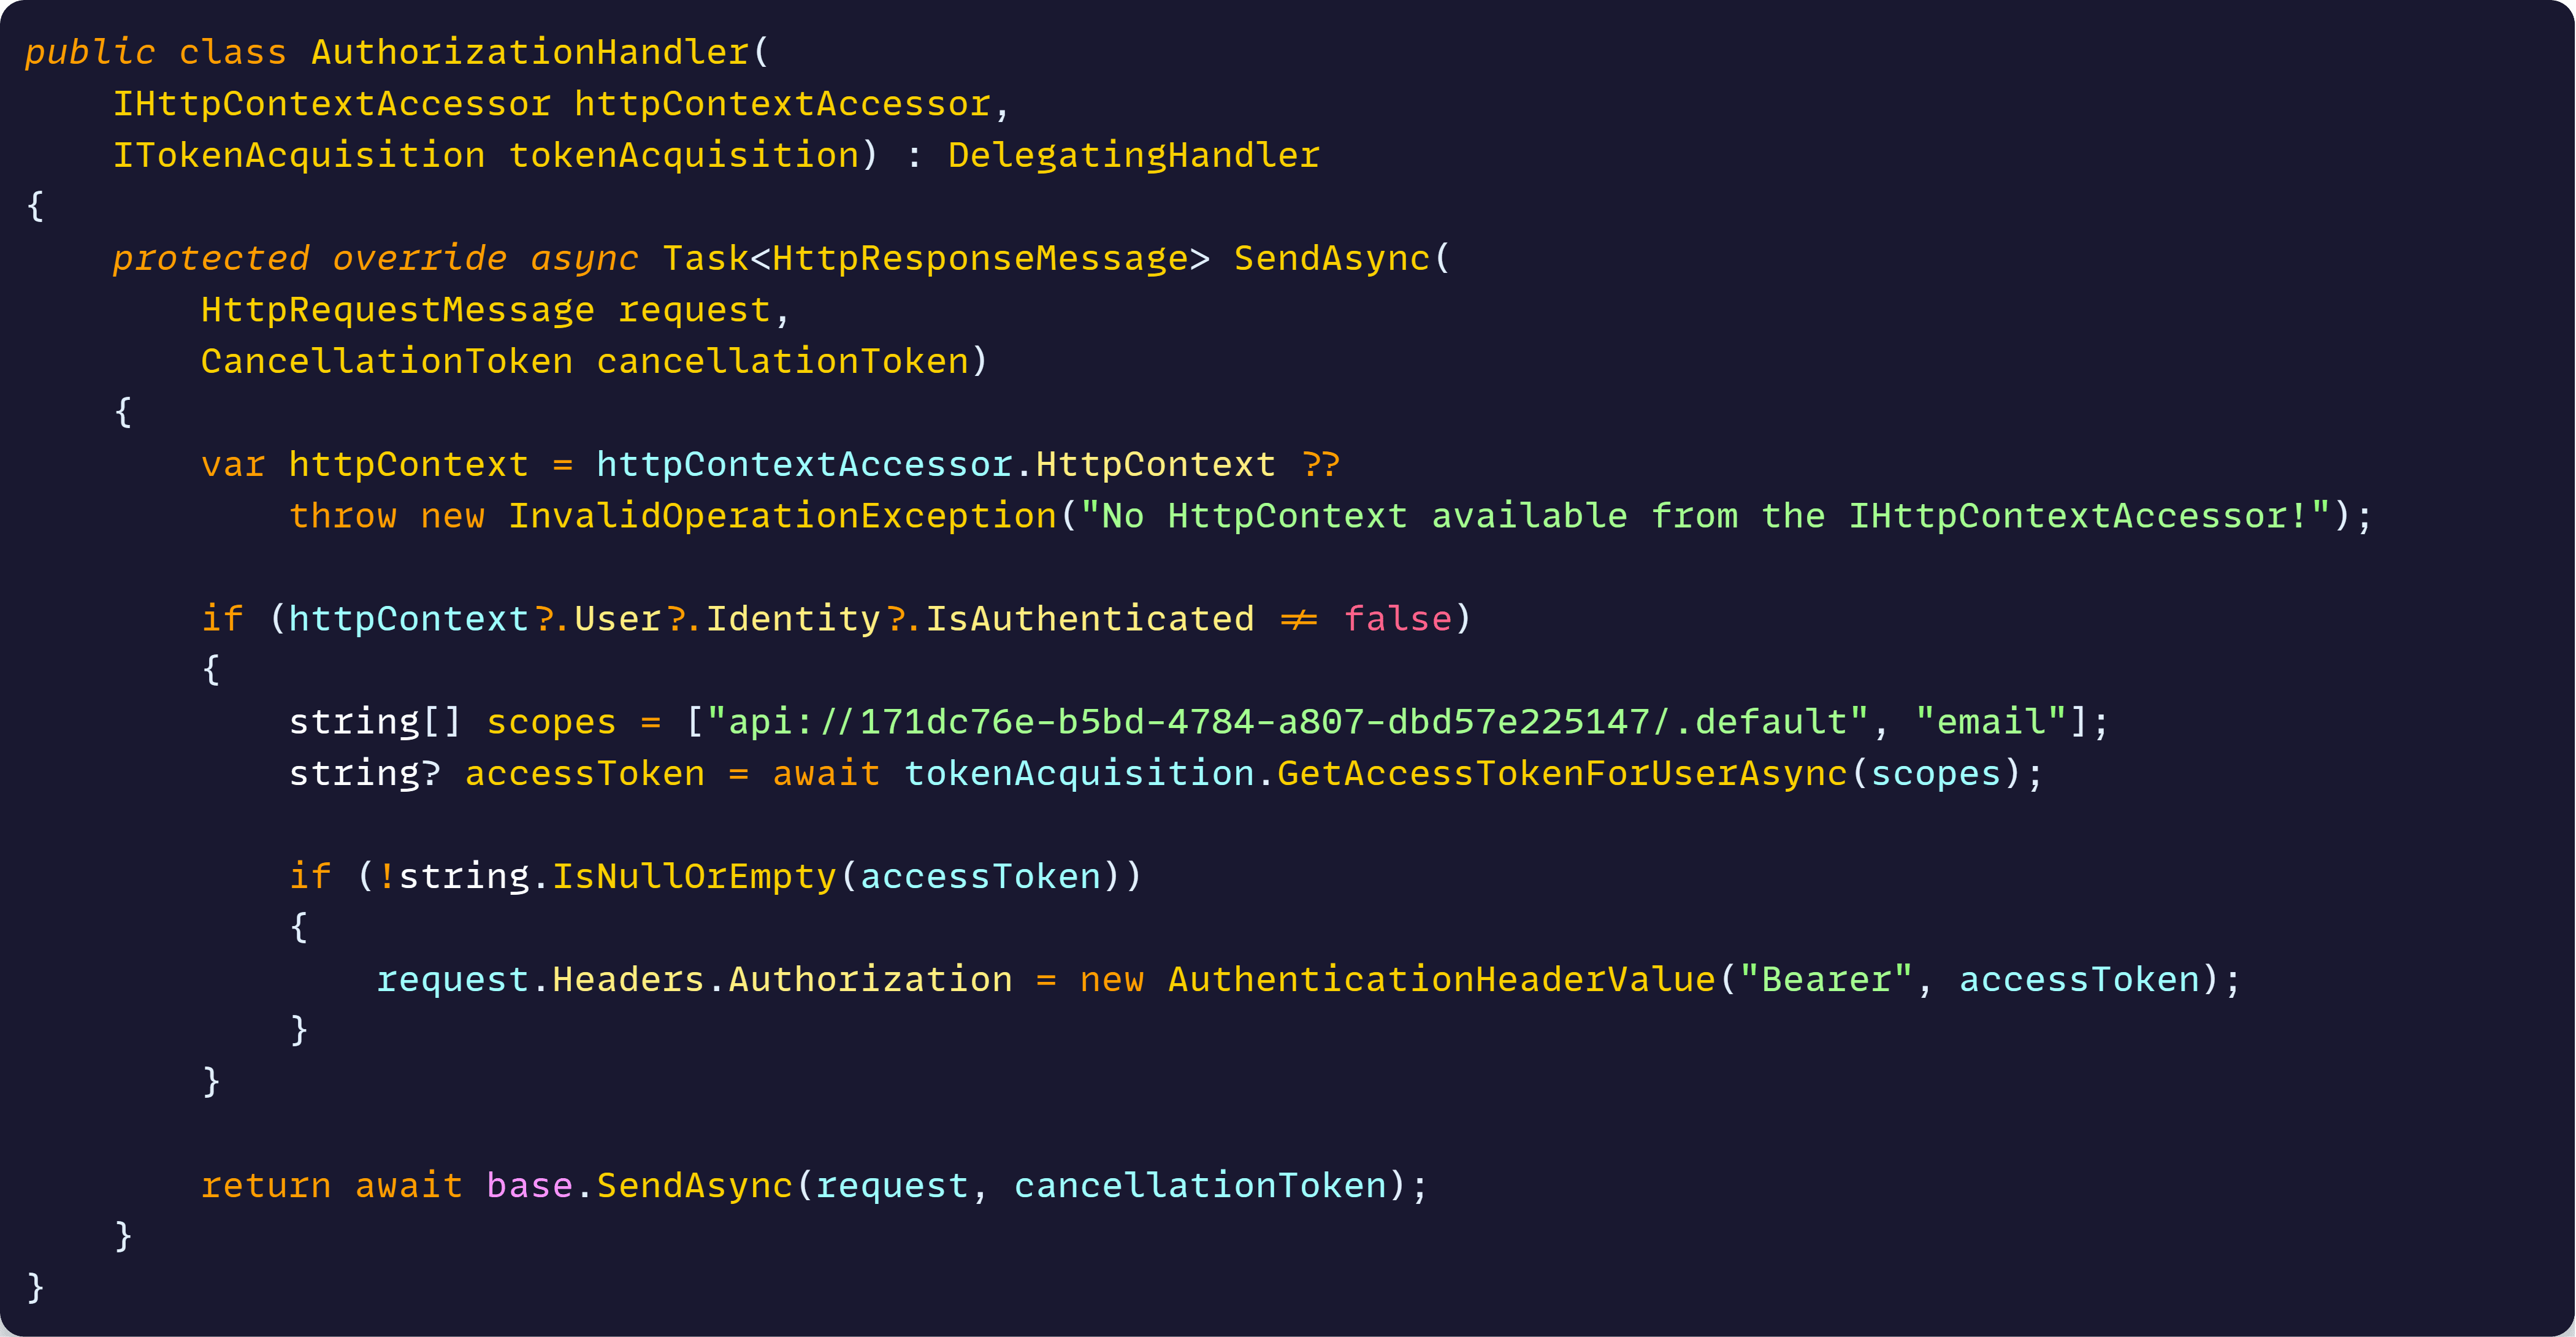 public class AuthorizationHandler(
    IHttpContextAccessor httpContextAccessor,
    ITokenAcquisition tokenAcquisition) : DelegatingHandler
{
    protected override async Task<HttpResponseMessage> SendAsync(
        HttpRequestMessage request,
        CancellationToken cancellationToken)
    {
        var httpContext = httpContextAccessor.HttpContext ??
            throw new InvalidOperationException("No HttpContext available from the IHttpContextAccessor!");

        if (httpContext?.User?.Identity?.IsAuthenticated != false)
        {
            string[] scopes = ["api://171dc76e-b5bd-4784-a807-dbd57e225147/.default", "email"];
            string? accessToken = await tokenAcquisition.GetAccessTokenForUserAsync(scopes);

            if (!string.IsNullOrEmpty(accessToken))
            {
                request.Headers.Authorization = new AuthenticationHeaderValue("Bearer", accessToken);
            }
        }

        return await base.SendAsync(request, cancellationToken);
    }
}